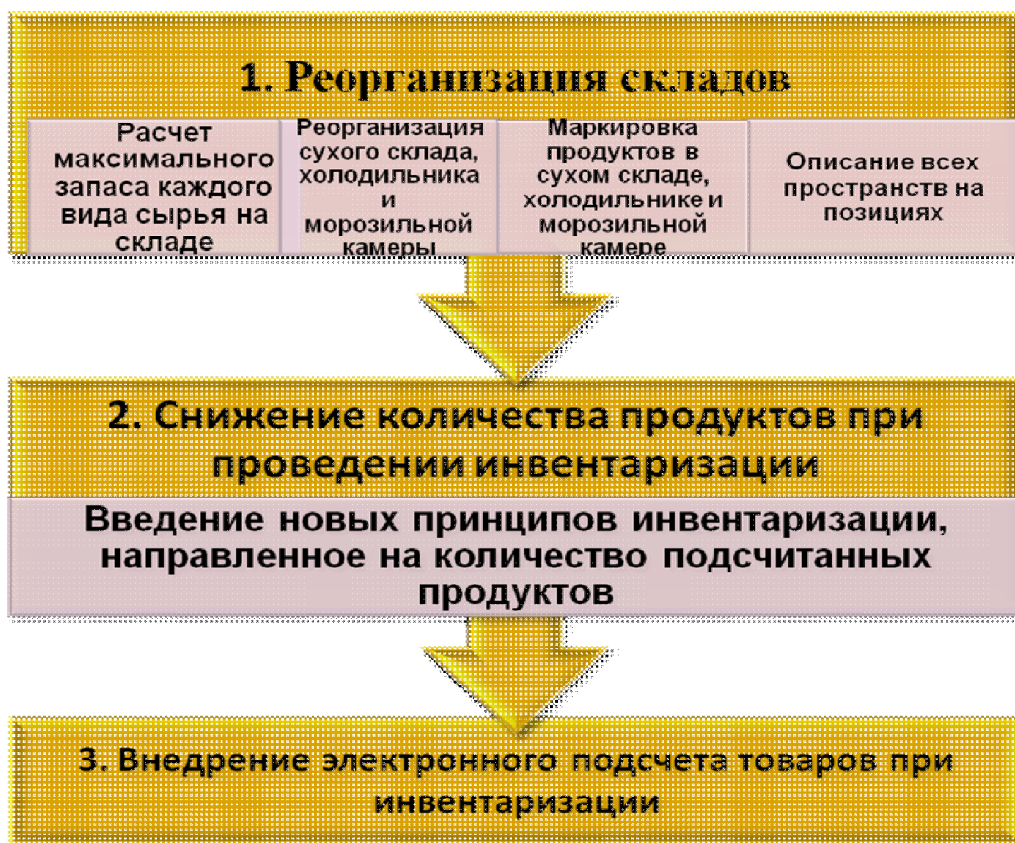 1. Реорганизация складов
Расчет
максимального
запаса каждого
вида сырья на
складе
Реорганизация
сухого склада,
холодильника
и
морозильной
камеры
Маркировка
продуктов в
сухом складе,
холодильнике и
морозильной
камере
Описание всех
пространств на
позициях
2. Снижение количества продуктов при
проведении инвентаризации
Введение новых принципов инвентаризации,
направленное на количество подсчитанных
продуктов
3. Внедрение электронного подсчета товаров при
инвентаризации